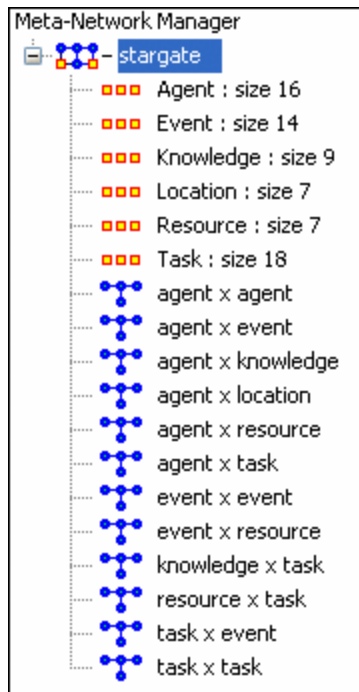 Meta-Network Manager
stargate
Agent : size 16
Event : size 14
Knowledge : size 9
Location : size 7
Resource : size 7
Task : size 18
agent x agent
agent x event
agent x knowledge
agent x location
agent x resource
agent x task
event x event
event x resource
knowledge x task
resource x task
task x event
task x task